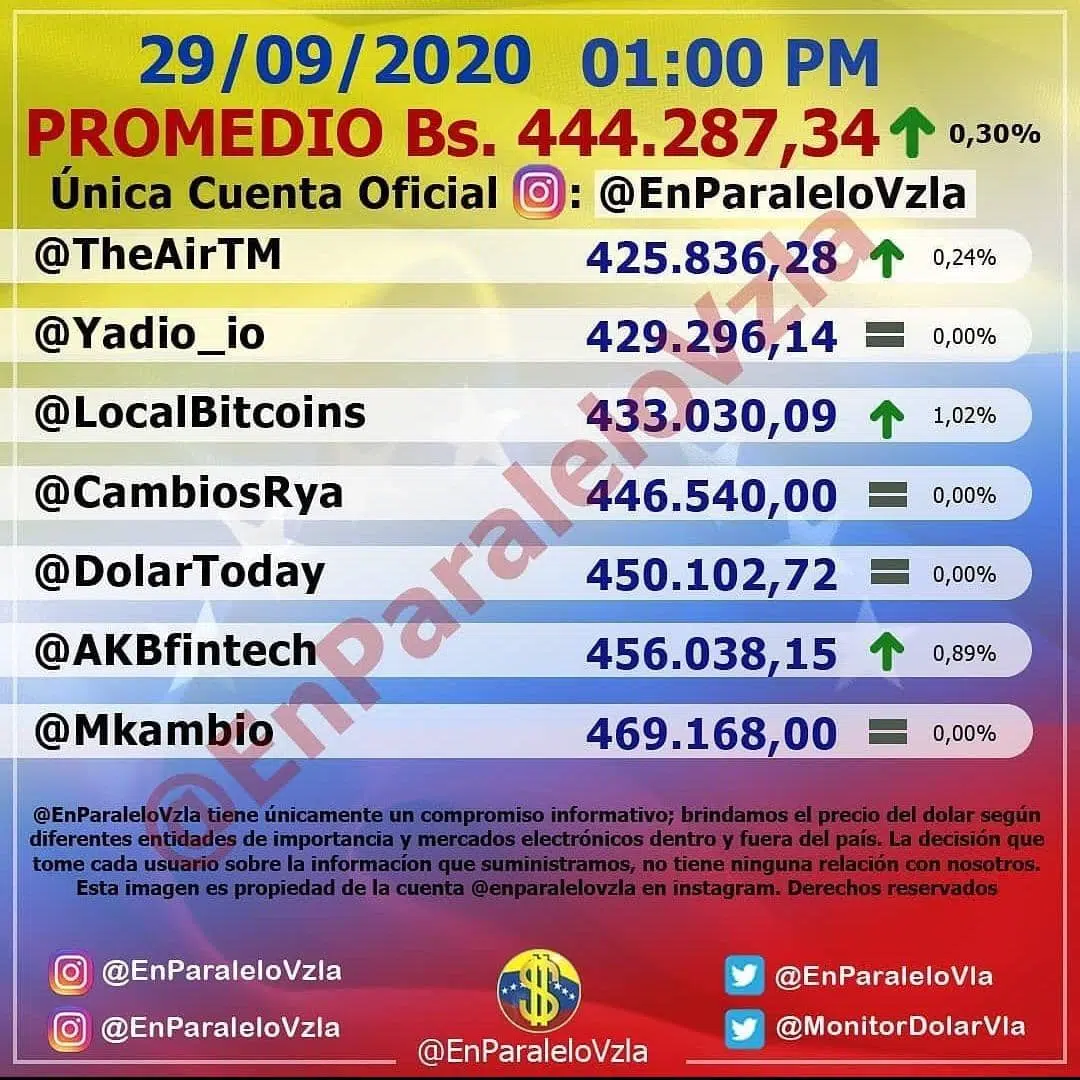 29/09/2020 01:00 PM
PROMEDIO Bs. 444.287,34 0,30%
Única Cuenta Oficial : @EnParaleloVzla
@TheAirTM 425.836,28 0,24%
@Yadio_io 429.296,14 0,00%
@LocalBitcoins 433.030,09 1,02%
@CambiosRya 446.540,00 0,00%
@DolarToday 450.102,72 0,00%
@AKBfintech 456.038,15 0,89%
@Mkambio 469.168,00 0,00%
@EnParaleloVzla
@EnParaleloVzla tiene únicamente un compromiso informativo; brindamos el precio del dolar según
diferentes entidades de importancia y mercados electrónicos dentro y fuera del país. La decisión que
tome cada usuario sobre la informacíon que suministramos, no tiene ninguna relación con nosotros.
Esta imagen es propiedad de la cuenta @enparalelovzla en instagram. Derechos reservados
@EnParaleloVzla @EnParaleloVla
@EnParaleloVzla @MonitorDolarVla
@EnParaleloVzla